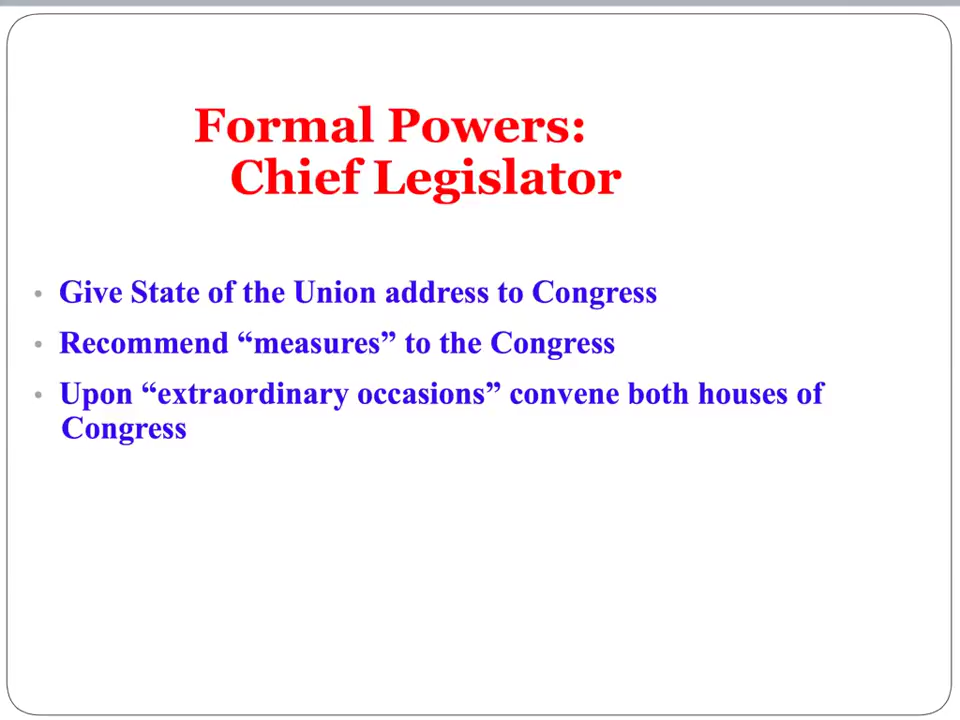 Formal Powers:
Chief Legislator
• Give State of the Union address to Congress
• Recommend “measures” to the Congress
• Upon “extraordinary occasions” convene both houses of
Congress